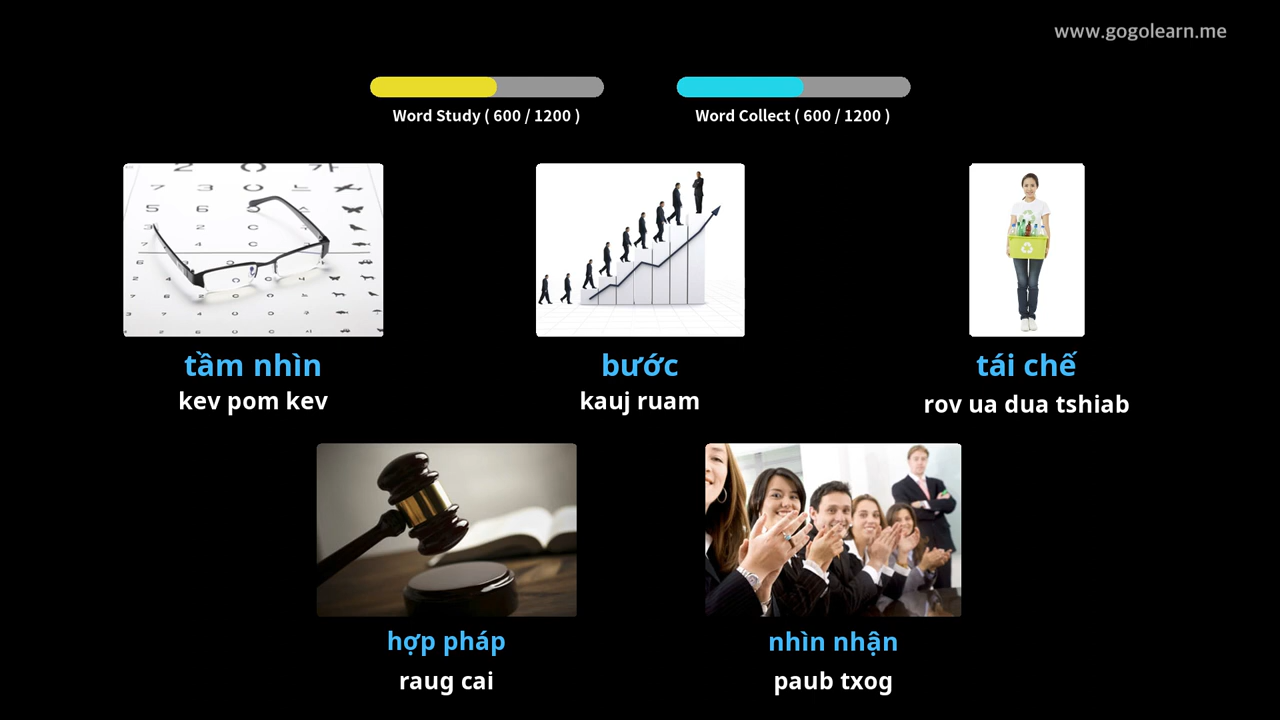 www.gogolearn.me
Word Study ( 600 / 1200 )
Word Collect ( 600 / 1200 )
tầm nhìn
kev pom kev
bước
kauj ruam
tái chế
rov ua dua tshiab
hợp pháp
raug cai
nhìn nhận
paub txog